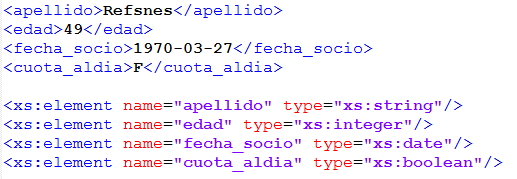 <apellido>Refsnes</apellido>
<edad>49</edad>
<fecha_socio>1970-03-27</fecha_socio>
<cuota_aldia>F</cuota_aldia>
<xs:element name="apellido" type="xs:string"/>
<xs:element name="edad" type="xs:integer"/>
<xs:element name="fecha_socio" type="xs:date"/>
<xs:element name="cuota_aldia" type="xs:boolean"/>